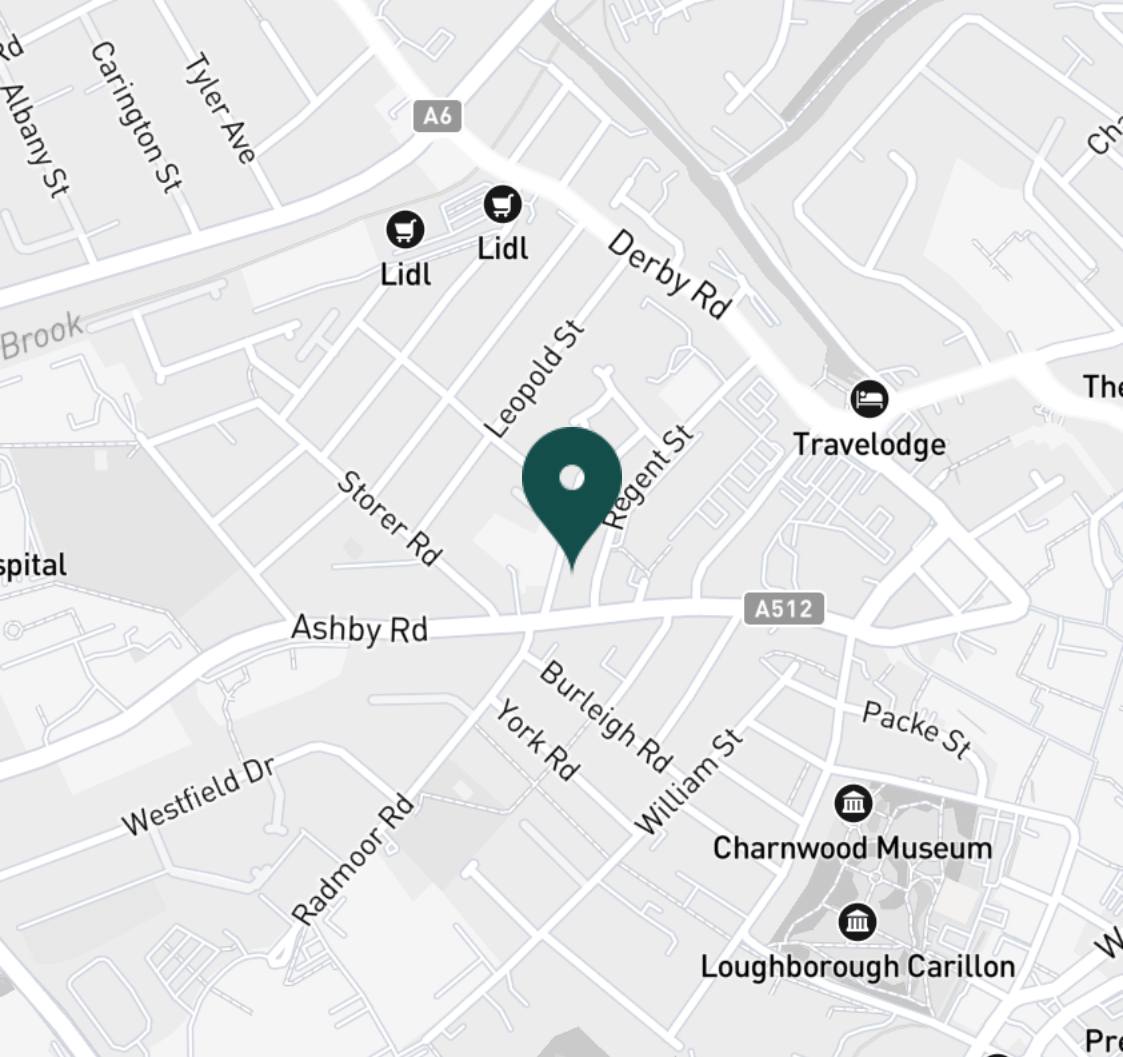 Rd
Albany St
Carington St
Tyler Ave
A6
Lidl
Lidl
Derby Rd
Brook
Leopold St
The
Travelodge
Regent St
Storer Rd
spital
Ashby Rd
A512
Burleigh Rd
York Rd
William St
Packe St
Westfield Dr
Radmoor Rd
Charnwood Museum
Loughborough Carillon
W
Pre